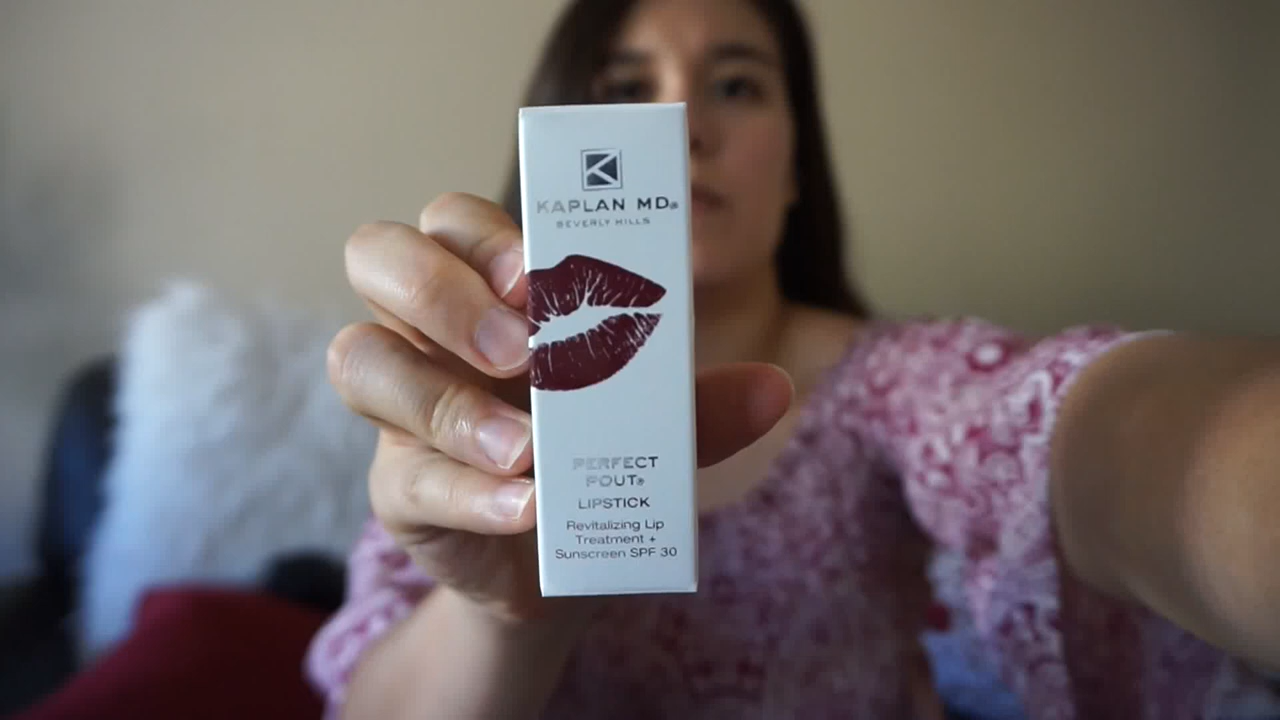 K
KAPLAN MD®
BEVERLY HILLS
PERFECT
POUT®
LIPSTICK
Revitalizing Lip
Treatment +
Sunscreen SPF 30